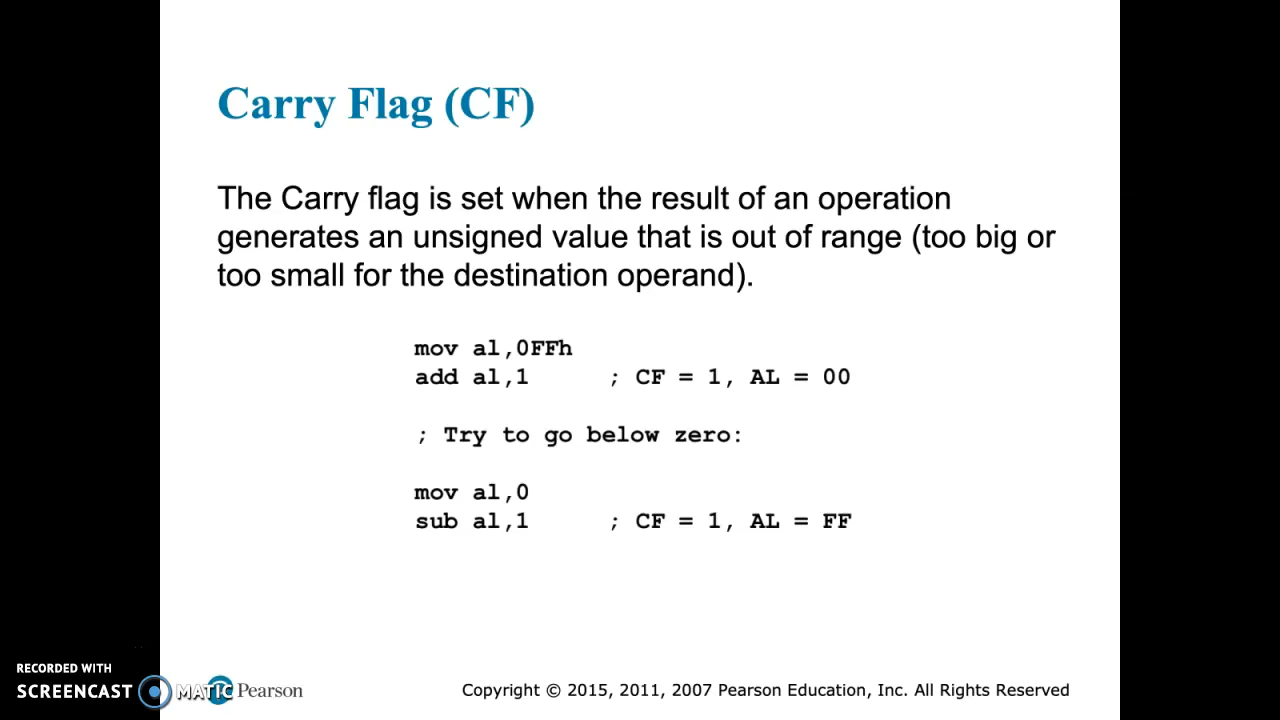 Carry Flag (CF)
The Carry flag is set when the result of an operation
generates an unsigned value that is out of range (too big or
too small for the destination operand).
mov al,0FFh
add al,1 ; CF = 1, AL = 00
; Try to go below zero:
mov al,0
sub al,1 ; CF = 1, AL = FF
RECORDED WITH
SCREENCAST MATIC
Pearson
Copyright © 2015, 2011, 2007 Pearson Education, Inc. All Rights Reserved